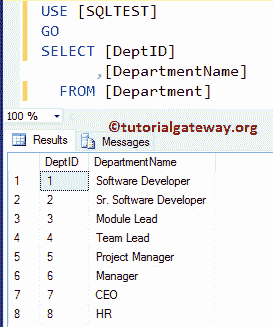 USE [SQLTEST]
GO
SELECT [DeptID]
,[DepartmentName]
FROM [Department]
100 %
©tutorialgateway.org
Results Messages
DeptID DepartmentName
1 1 Software Developer
2 2 Sr. Software Developer
3 3 Module Lead
4 4 Team Lead
5 5 Project Manager
6 6 Manager
7 7 CEO
8 8 HR